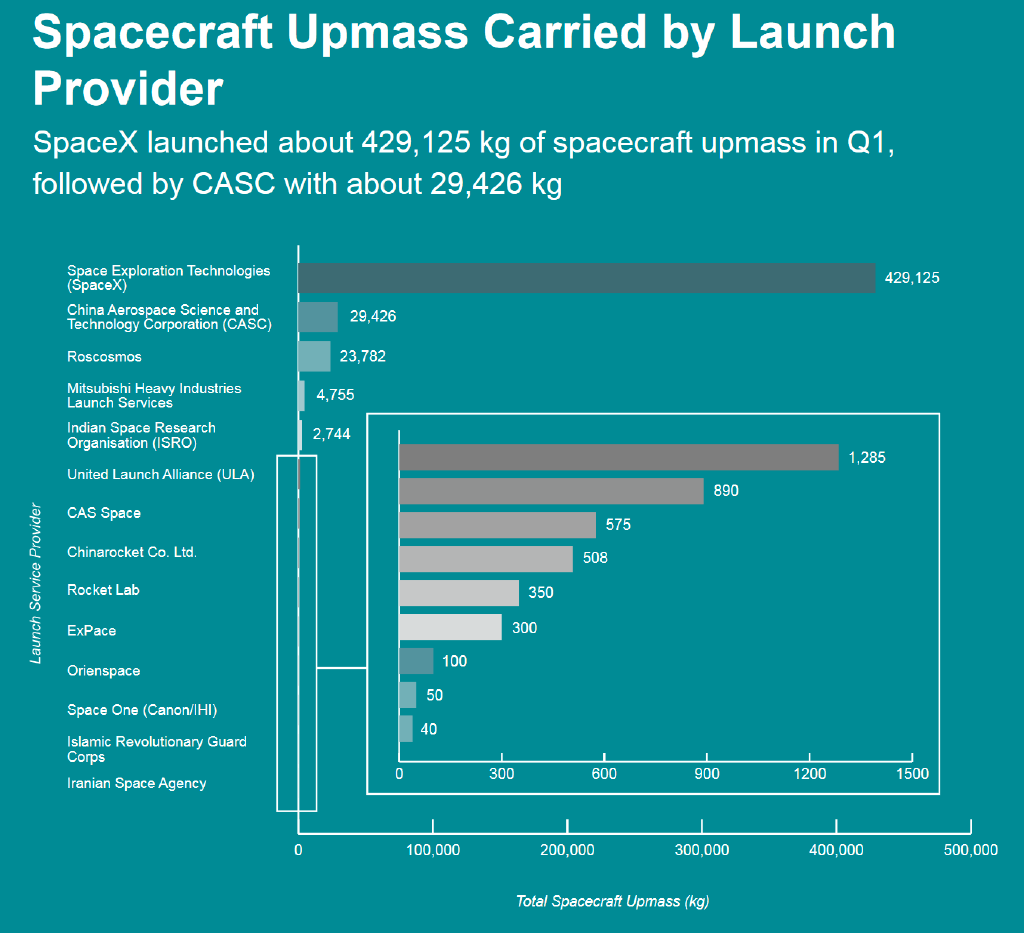 Spacecraft Upmass Carried by Launch
Provider
SpaceX launched about 429,125 kg of spacecraft upmass in Q1,
followed by CASC with about 29,426 kg
Launch Service Provider
Space Exploration Technologies
(SpaceX)
429,125
China Aerospace Science and
Technology Corporation (CASC)
29,426
Roscosmos
23,782
Mitsubishi Heavy Industries
Launch Services
4,755
Indian Space Research
Organisation (ISRO)
2,744
United Launch Alliance (ULA)
CAS Space
Chinarocket Co. Ltd.
Rocket Lab
ExPace
Orienspace
Space One (Canon/IHI)
Islamic Revolutionary Guard
Corps
Iranian Space Agency
1,285
890
575
508
350
300
100
50
40
0 300 600 900 1200 1500
0 100,000 200,000 300,000 400,000 500,000
Total Spacecraft Upmass (kg)